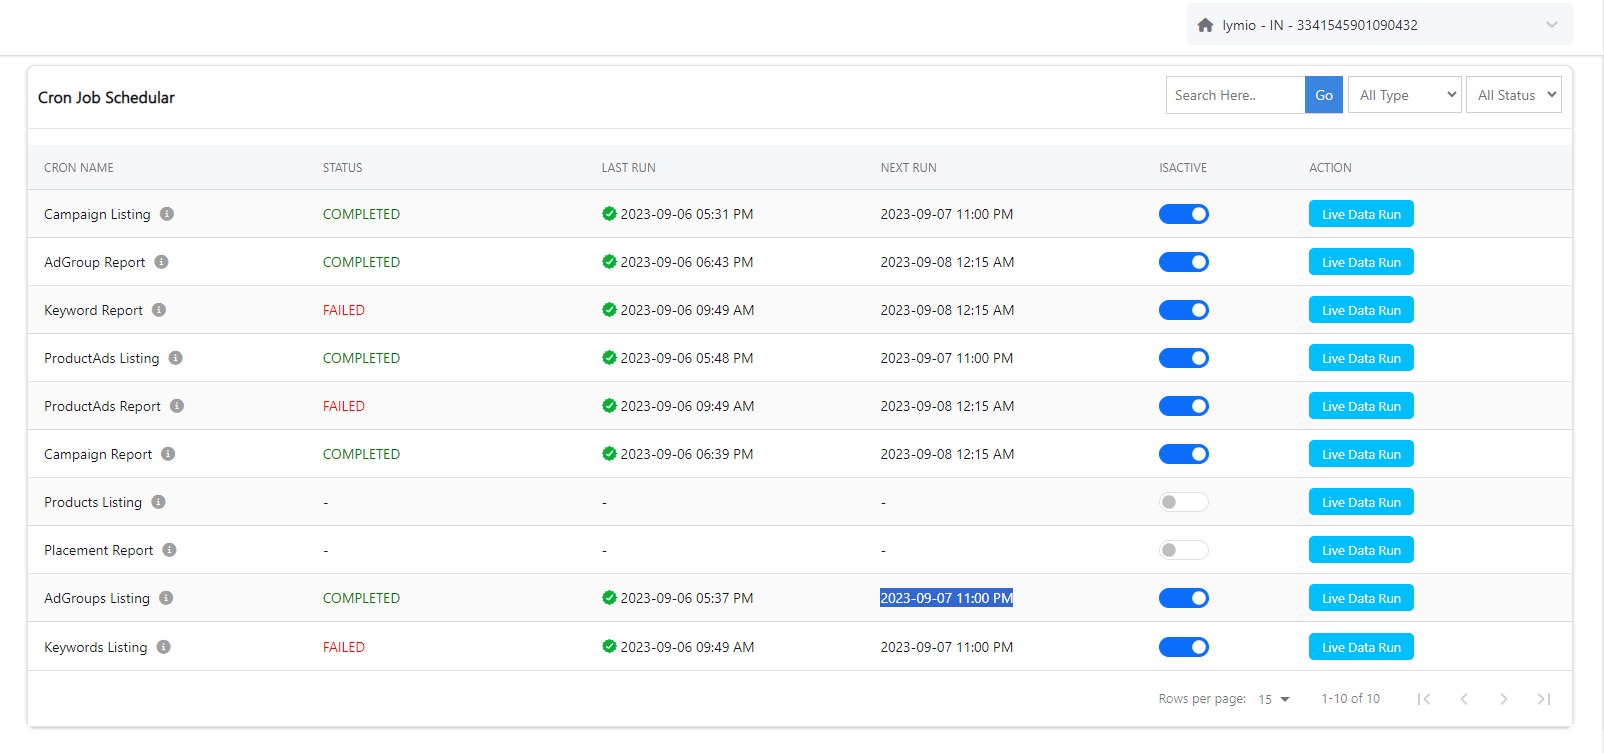 lymio - IN - 3341545901090432
Cron Job Schedular
Search Here.. Go All Type All Status
CRON NAME STATUS LAST RUN NEXT RUN ISACTIVE ACTION
Campaign Listing COMPLETED 2023-09-06 05:31 PM 2023-09-07 11:00 PM Live Data Run
AdGroup Report COMPLETED 2023-09-06 06:43 PM 2023-09-08 12:15 AM Live Data Run
Keyword Report FAILED 2023-09-06 09:49 AM 2023-09-08 12:15 AM Live Data Run
ProductAds Listing COMPLETED 2023-09-06 05:48 PM 2023-09-07 11:00 PM Live Data Run
ProductAds Report FAILED 2023-09-06 09:49 AM 2023-09-08 12:15 AM Live Data Run
Campaign Report COMPLETED 2023-09-06 06:39 PM 2023-09-08 12:15 AM Live Data Run
Products Listing - - - Live Data Run
Placement Report - - - Live Data Run
AdGroups Listing COMPLETED 2023-09-06 05:37 PM 2023-09-07 11:00 PM Live Data Run
Keywords Listing FAILED 2023-09-06 09:49 AM 2023-09-07 11:00 PM Live Data Run
Rows per page: 15 1-10 of 10